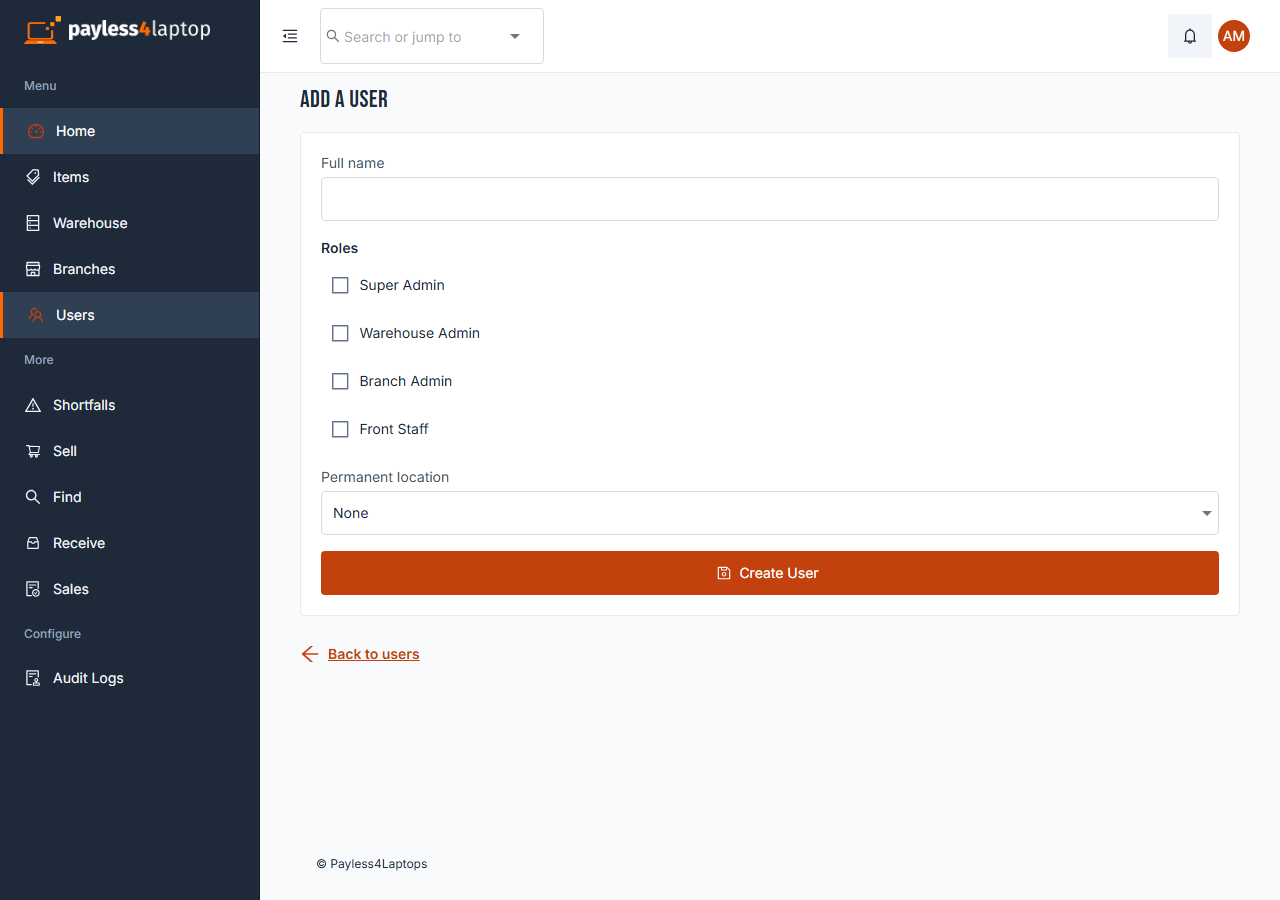 payless4laptop
Search or jump to
AM
Menu
Home
Items
Warehouse
Branches
Users
More
Shortfalls
Sell
Find
Receive
Sales
Configure
Audit Logs
ADD A USER
Full name
Roles
Super Admin
Warehouse Admin
Branch Admin
Front Staff
Permanent location
None
Create User
Back to users
© Payless4Laptops